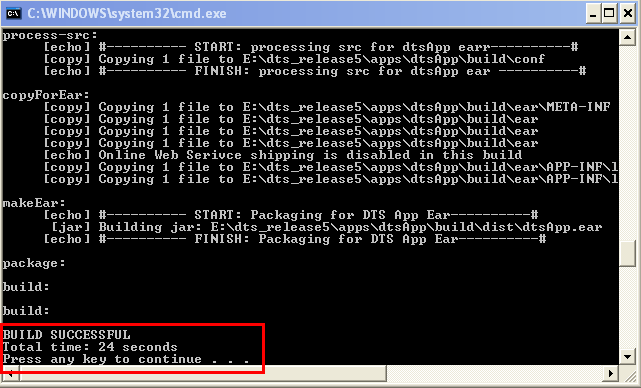 C:\WINDOWS\system32\cmd.exe
process-src:
[echo] #----------- START: processing src for dtsApp earr-----------#
[copy] Copying 1 file to E:\dts_release5\apps\dtsApp\build\conf
[echo] #----------- FINISH: processing src for dtsApp ear -----------#
copyForEar:
[copy] Copying 1 file to E:\dts_release5\apps\dtsApp\build\ear\META-INF
[copy] Copying 1 file to E:\dts_release5\apps\dtsApp\build\ear
[copy] Copying 1 file to E:\dts_release5\apps\dtsApp\build\ear
[copy] Copying 1 file to E:\dts_release5\apps\dtsApp\build\ear
[echo] Online Web Serivce shipping is disabled in this build
[copy] Copying 1 file to E:\dts_release5\apps\dtsApp\build\ear\APP-INF\l
[copy] Copying 1 file to E:\dts_release5\apps\dtsApp\build\ear\APP-INF\l
makeEar:
[echo] #----------- START: Packaging for DTS App Ear-----------#
[jar] Building jar: E:\dts_release5\apps\dtsApp\build\dist\dtsApp.ear
[echo] #----------- FINISH: Packaging for DTS App Ear-----------#
package:
build:
build:
BUILD SUCCESSFUL
Total time: 24 seconds
Press any key to continue . . .